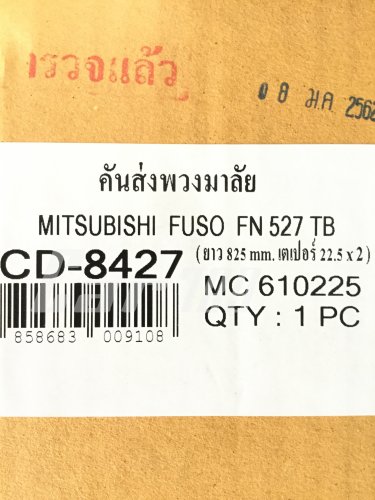 ตรวจแล้ว
08 ม.ค. 2562
คันส่งพวงมาลัย
MITSUBISHI FUSO FN 527 TB
(ยาว 825 mm. เตเปอร์ 22.5 x 2)
CD-8427
MC 610225
QTY : 1 PC
858683 009108